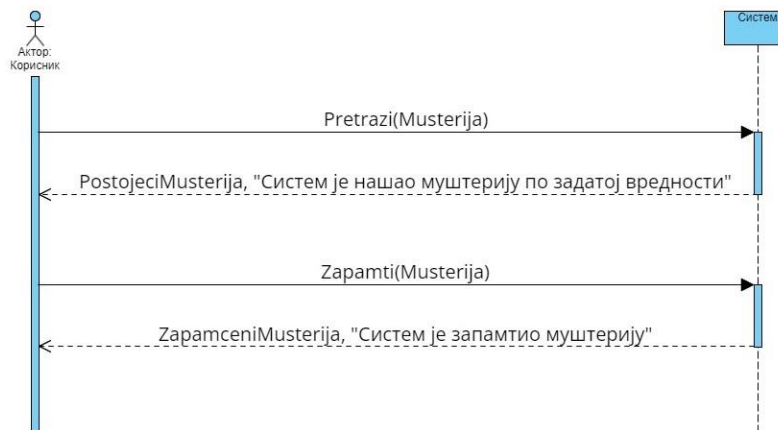 Актор:
Корисник
Систем
Pretrazi(Musterija)
PostojeciMusterija, "Систем је нашао муштерију по задатој вредности"
Zapamti(Musterija)
ZapamceniMusterija, "Систем је запамтио муштерију"